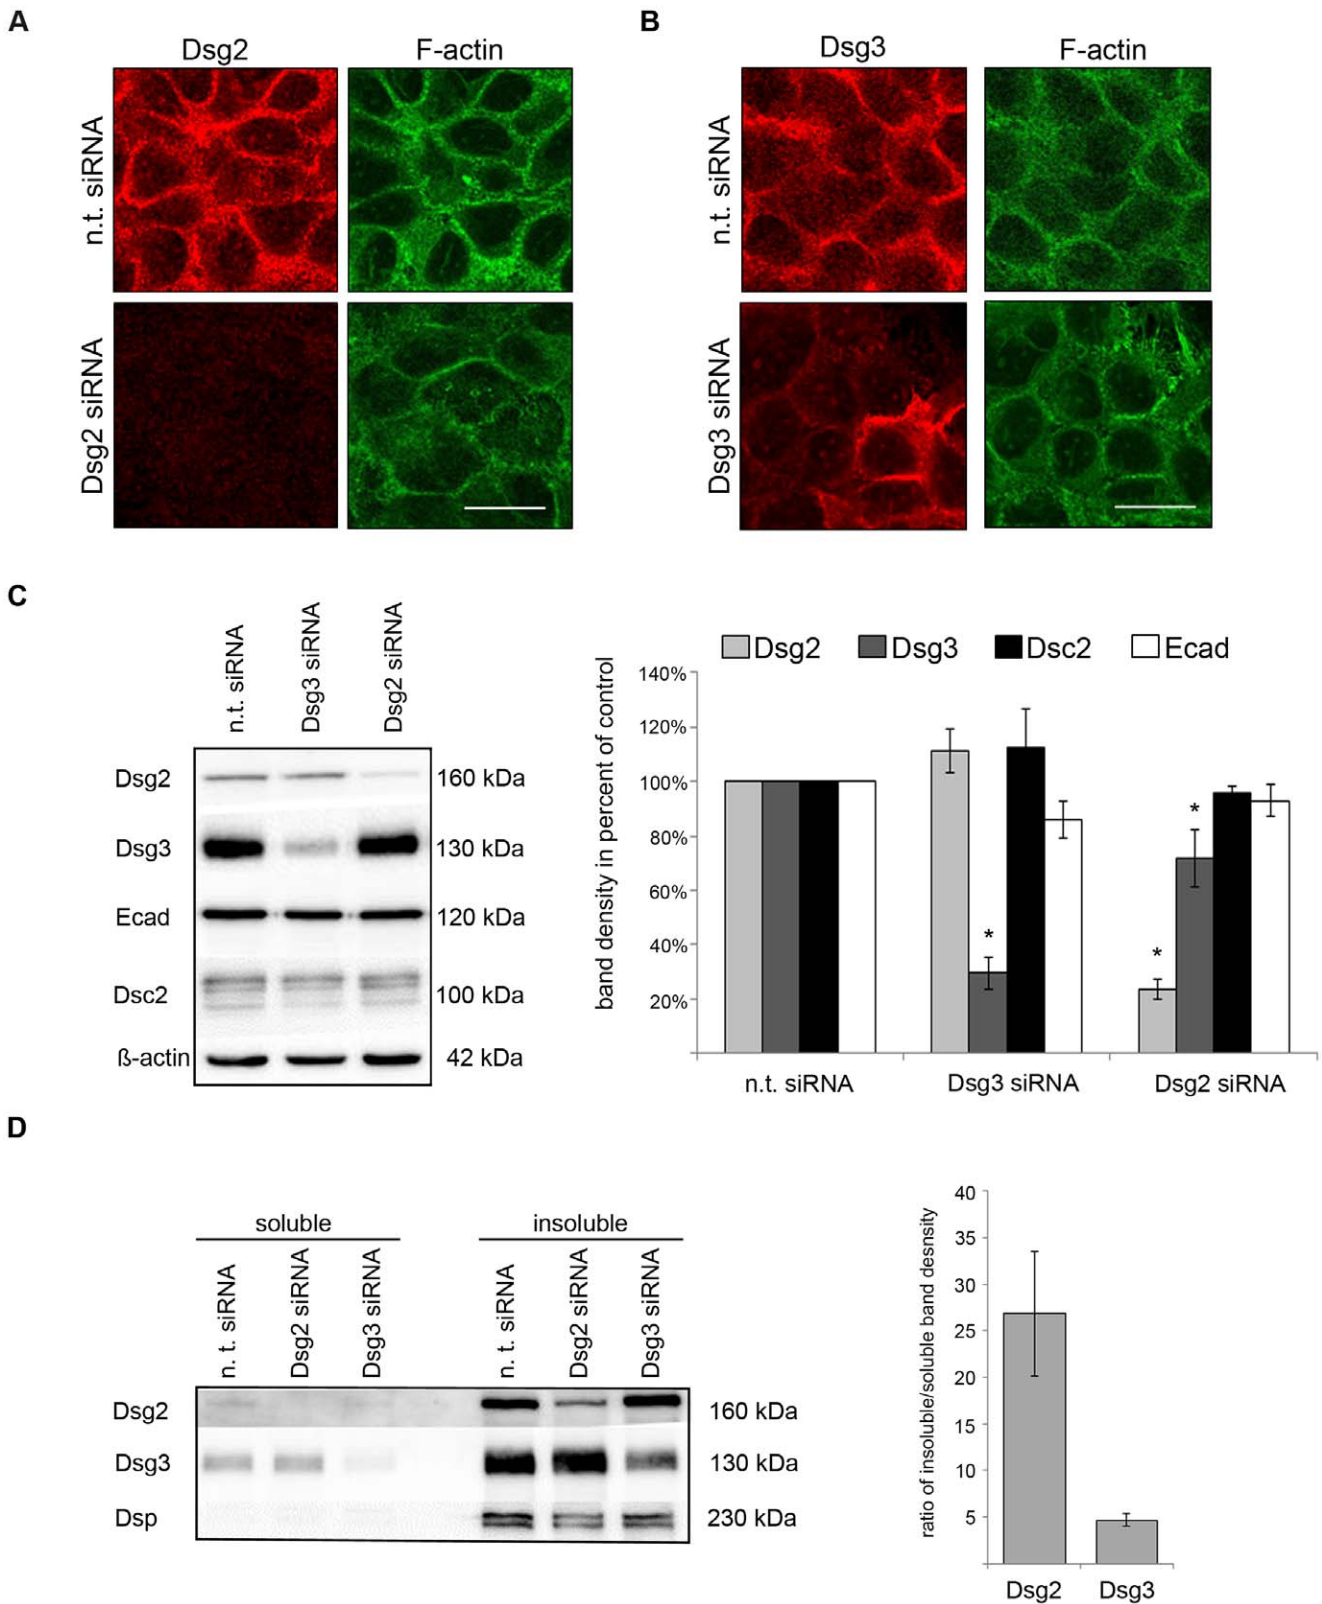 A
B
Dsg2
F-actin
Dsg3
F-actin
n.t. siRNA
n.t. siRNA
Dsg2 siRNA
Dsg3 siRNA
C
n.t. siRNA
Dsg3 siRNA
Dsg2 siRNA
Dsg2
160 kDa
Dsg3
130 kDa
Ecad
120 kDa
Dsc2
100 kDa
ß-actin
42 kDa
Dsg2
Dsg3
Dsc2
Ecad
band density in percent of control
140%
120%
100%
80%
60%
40%
20%
*
*
*
n.t. siRNA
Dsg3 siRNA
Dsg2 siRNA
D
soluble
insoluble
n. t. siRNA
Dsg2 siRNA
Dsg3 siRNA
n. t. siRNA
Dsg2 siRNA
Dsg3 siRNA
Dsg2
160 kDa
Dsg3
130 kDa
Dsp
230 kDa
ratio of insoluble/soluble band desnsity
40
35
30
25
20
15
10
5
Dsg2
Dsg3